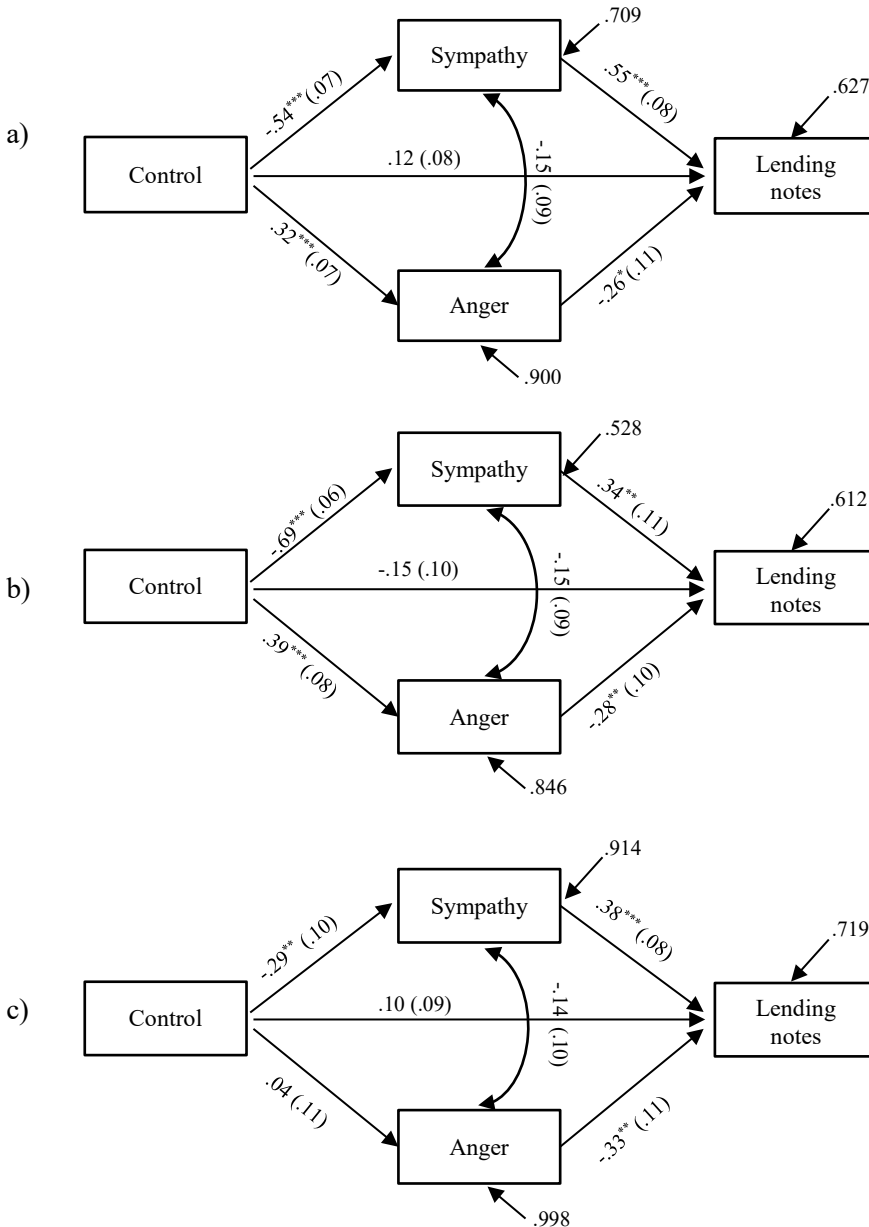 a)
.709
Sympathy
.627
-.54*** (.07)
.55*** (.08)
Control
.12 (.08)
-.15 (.09)
Lending
notes
.32*** (.07)
-.26* (.11)
Anger
.900
b)
.528
Sympathy
.612
-.69*** (.06)
.34** (.11)
Control
-.15 (.10)
-.15 (.09)
Lending
notes
.39*** (.08)
-.28** (.10)
Anger
.846
c)
.914
Sympathy
.719
-.29** (.10)
.38*** (.08)
Control
.10 (.09)
-.14 (.10)
Lending
notes
.04 (.11)
-.33** (.11)
Anger
.998